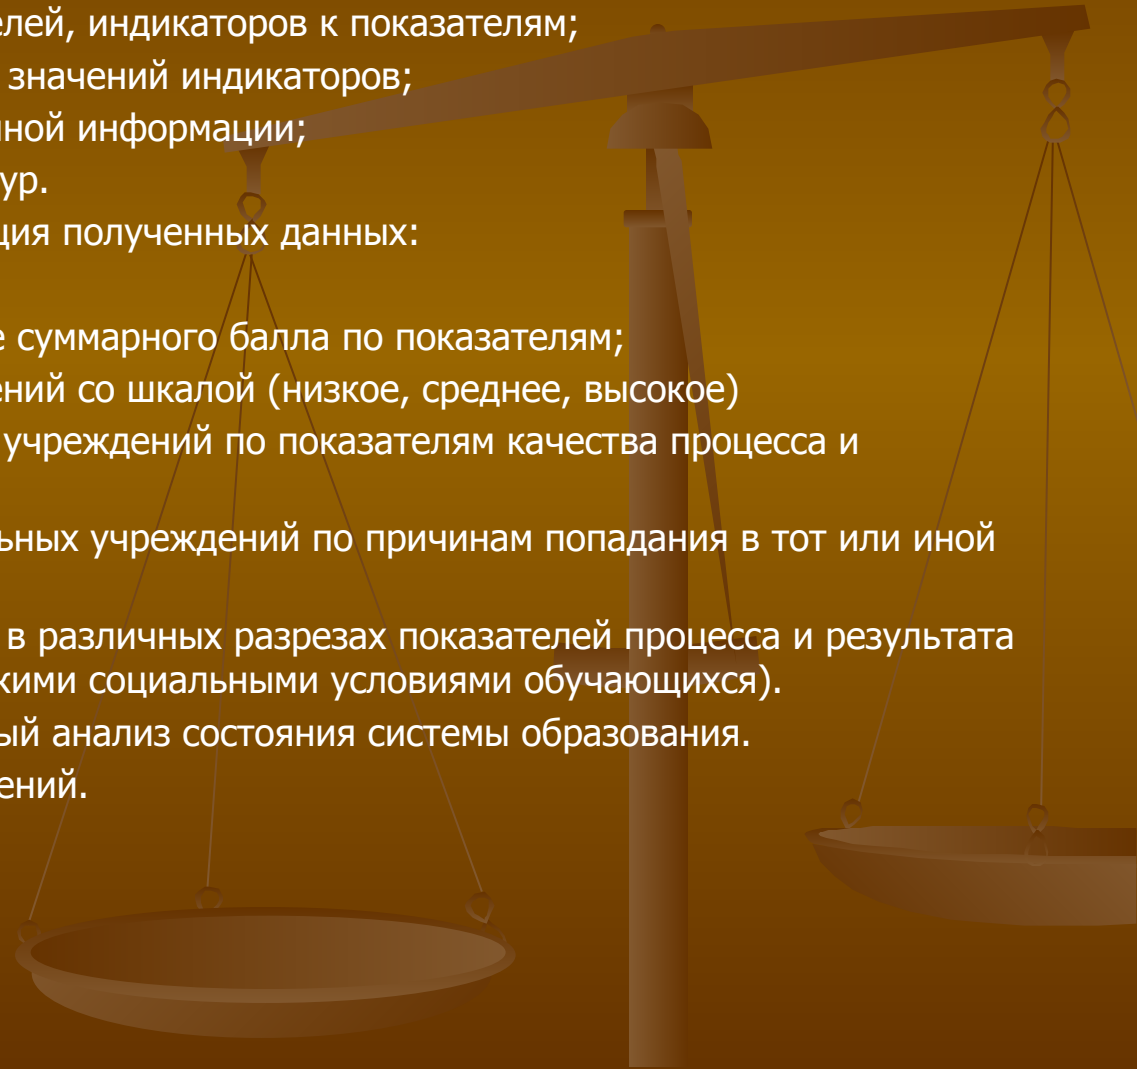 елей, индикаторов к показателям;
значений индикаторов;
нной информации;
ур.
ция полученных данных:
е суммарного балла по показателям;
ений со шкалой (низкое, среднее, высокое)
учреждений по показателям качества процесса и
ьных учреждений по причинам попадания в тот или иной
в различных разрезах показателей процесса и результата
кими социальными условиями обучающихся).
ый анализ состояния системы образования.
ений.